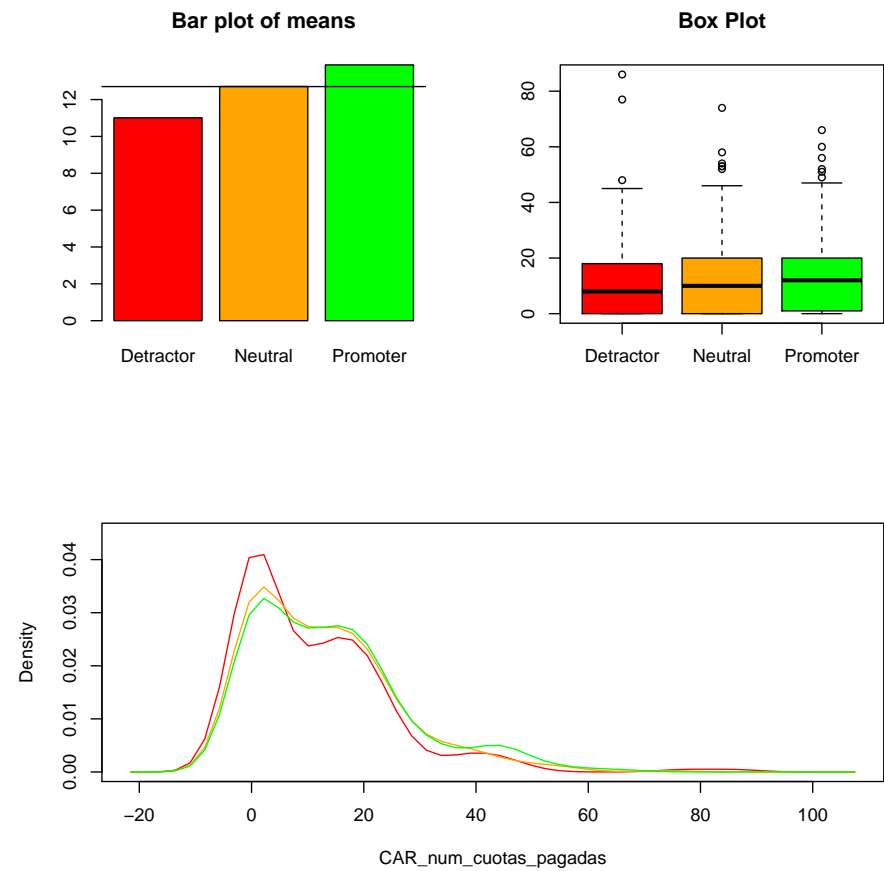 Bar plot of means
0 2 4 6 8 10 12
Detractor Neutral Promoter
Box Plot
0 20 40 60 80
Detractor Neutral Promoter
Density
0.00 0.01 0.02 0.03 0.04
−20 0 20 40 60 80 100
CAR_num_cuotas_pagadas